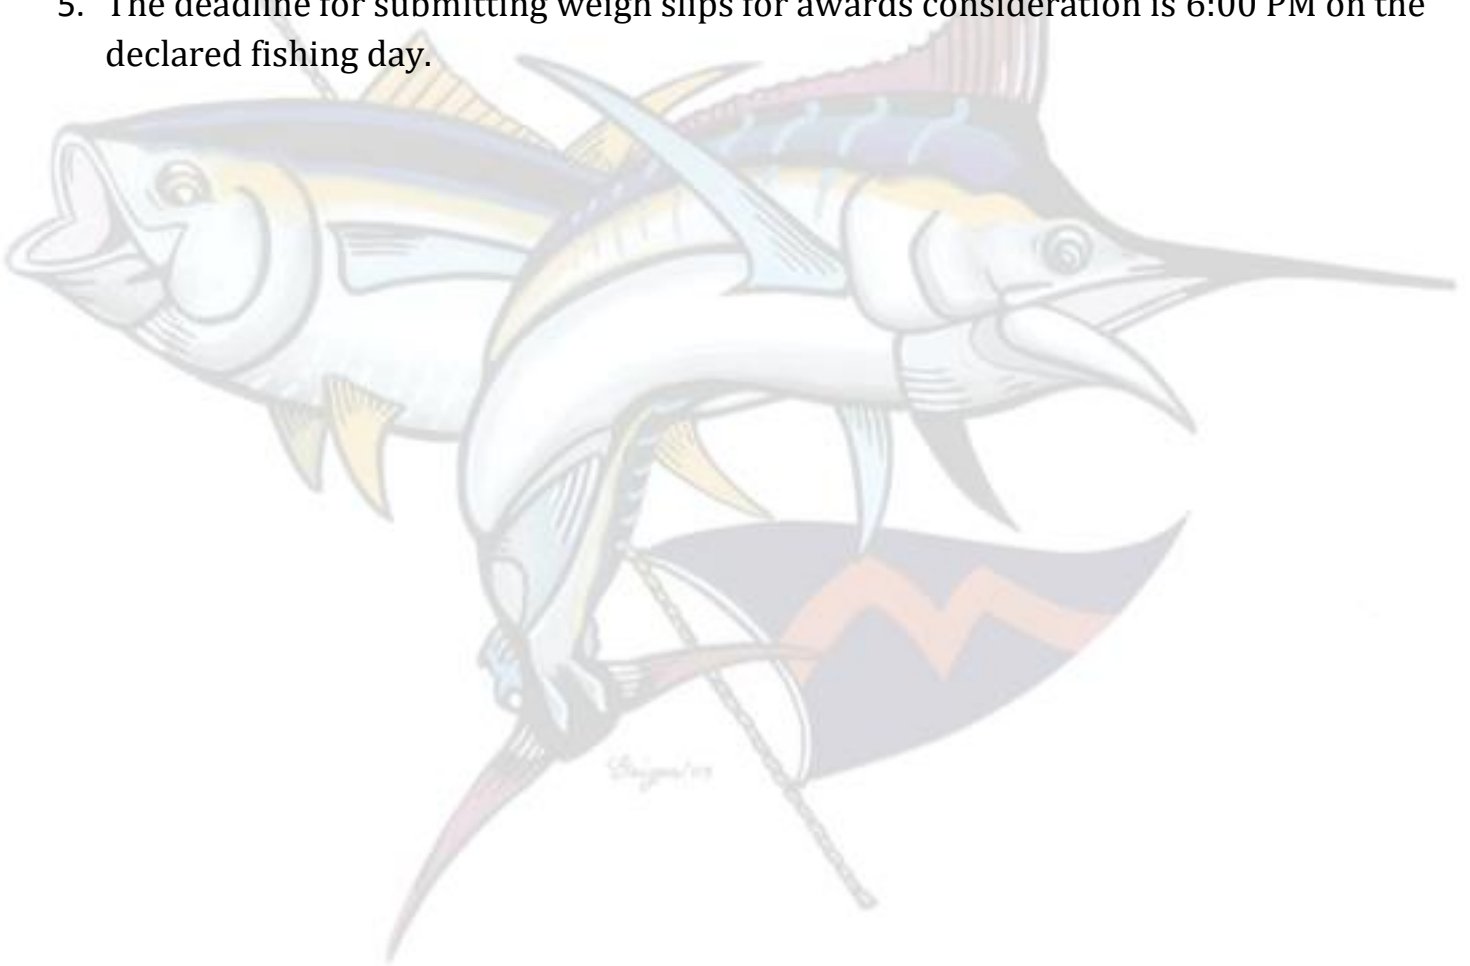 5. The deadline for submitting weigh slips for awards consideration is 6:00 PM on the
declared fishing day.